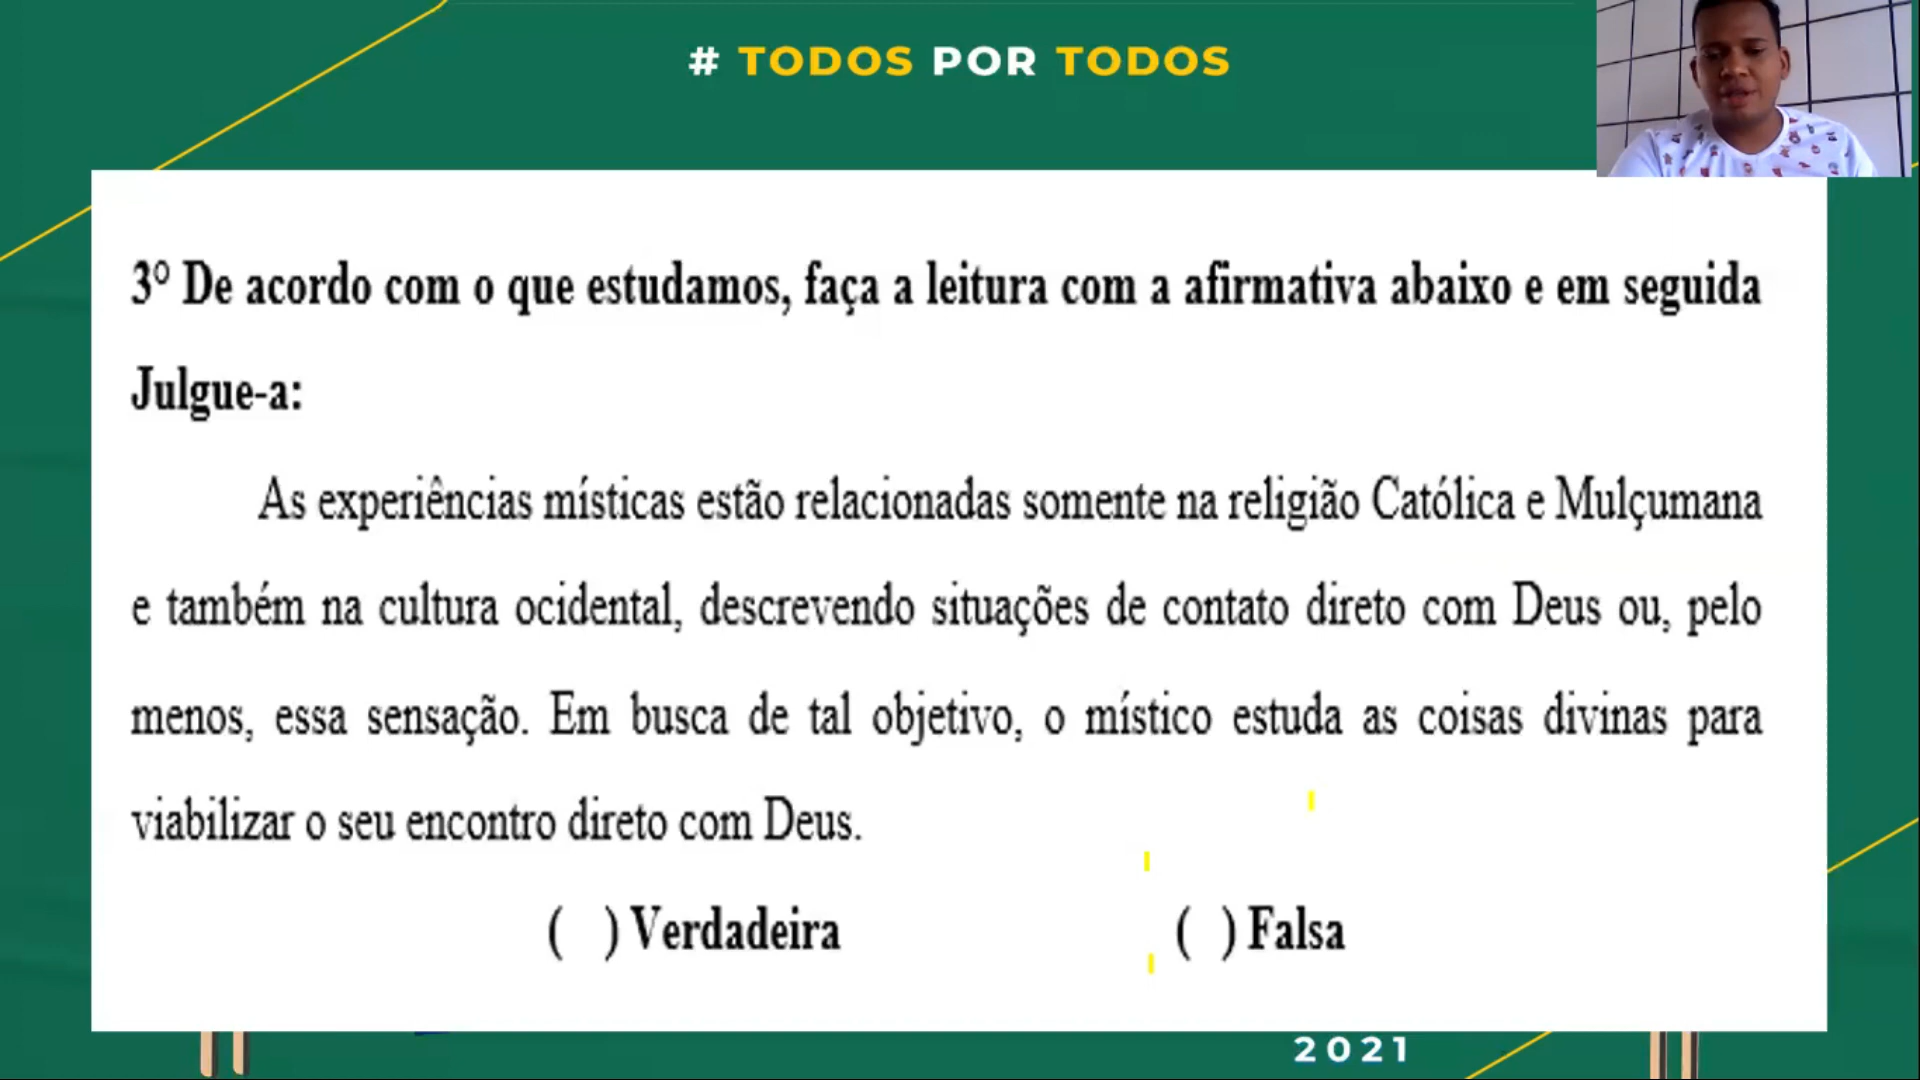 # TODOS POR TODOS
3º De acordo com o que estudamos, faça a leitura com a afirmativa abaixo e em seguida
Julgue-a:
As experiências místicas estão relacionadas somente na religião Católica e Mulçumana
e também na cultura ocidental, descrevendo situações de contato direto com Deus ou, pelo
menos, essa sensação. Em busca de tal objetivo, o místico estuda as coisas divinas para
viabilizar o seu encontro direto com Deus.
( ) Verdadeira ( ) Falsa
2021